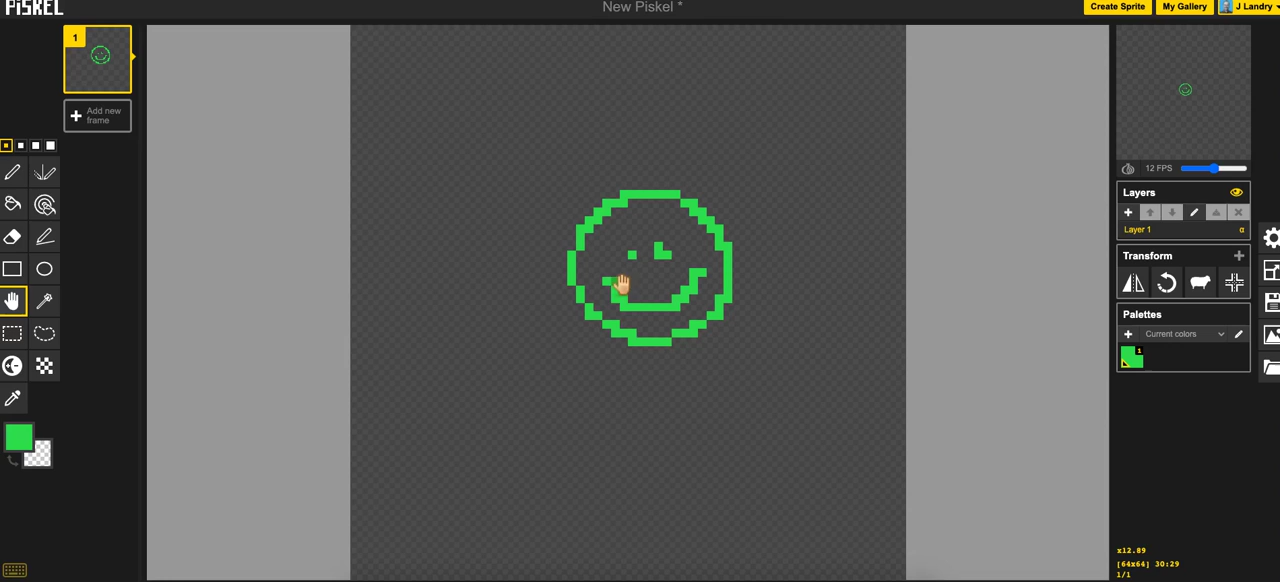 PiSKEL
New Piskel *
Create Sprite
My Gallery
J Landry
1
Add new
frame
12 FPS
Layers
Layer 1
α
Transform
Palettes
Current colors
1
x12.89
[64x64] 30:29
1/1